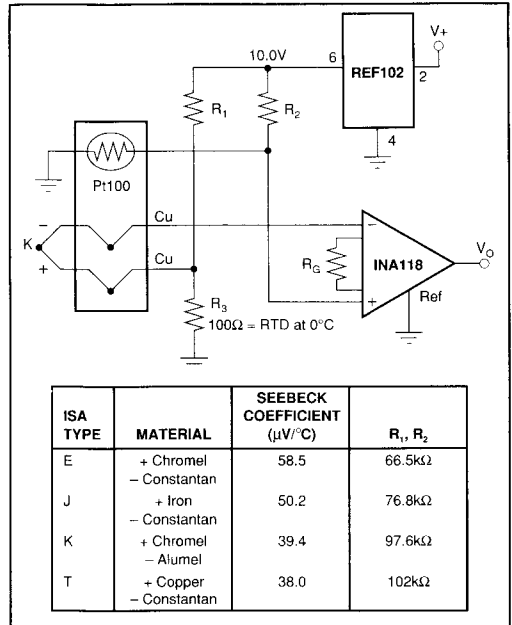 V+
10.0V
6
REF102
2
4
R₁
R₂
Pt100
Cu
−
K
Cu
+
R_G
−
INA118
+
V_O
Ref
R₃
100Ω = RTD at 0°C
ISA TYPE
MATERIAL
SEEBECK COEFFICIENT (μV/°C)
R₁, R₂
E
+ Chromel
− Constantan
58.5
66.5kΩ
J
+ Iron
− Constantan
50.2
76.8kΩ
K
+ Chromel
− Alumel
39.4
97.6kΩ
T
+ Copper
− Constantan
38.0
102kΩ